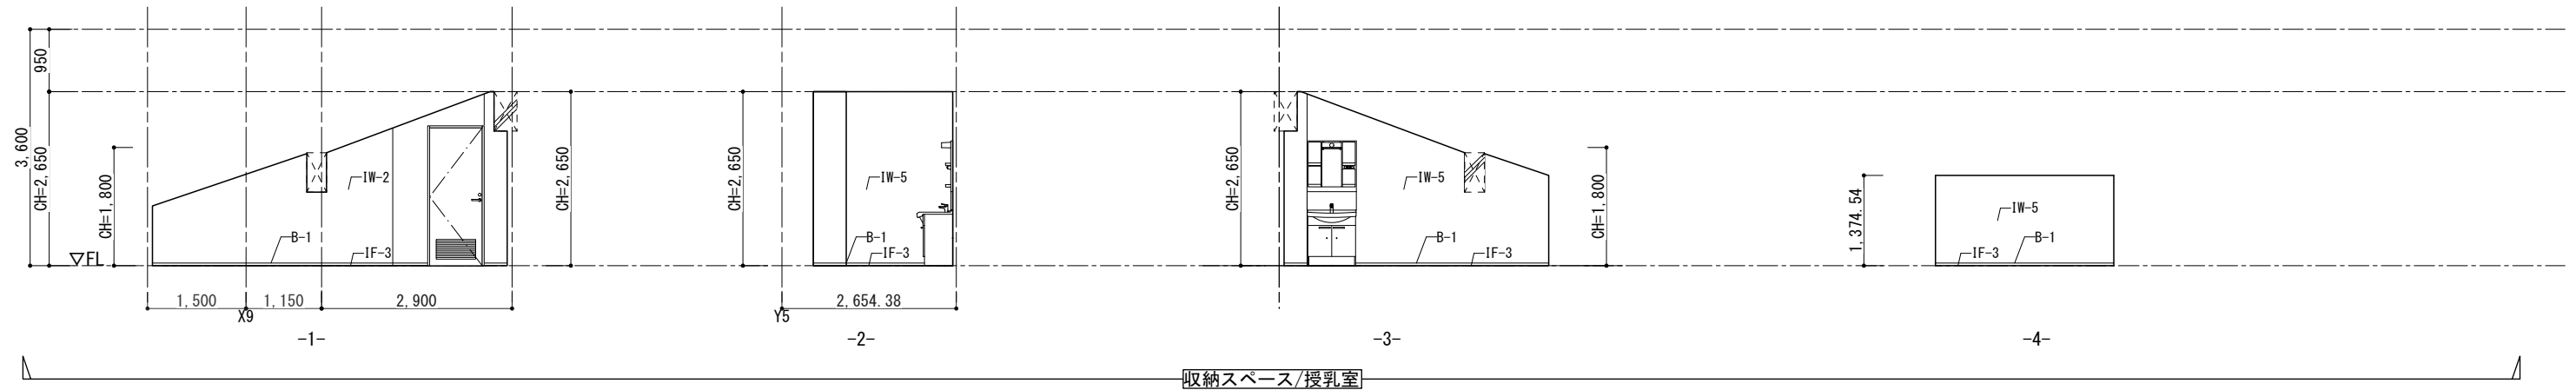 950
3,600
CH=2,650
CH=1,800
▽FL
IW-2
B-1
IF-3
CH=2,650
1,500
1,150
2,900
X9
-1-
CH=2,650
IW-5
B-1
IF-3
2,654.38
Y5
-2-
CH=2,650
IW-5
B-1
IF-3
CH=1,800
-3-
1,374.54
IW-5
B-1
IF-3
-4-
収納スペース/授乳室